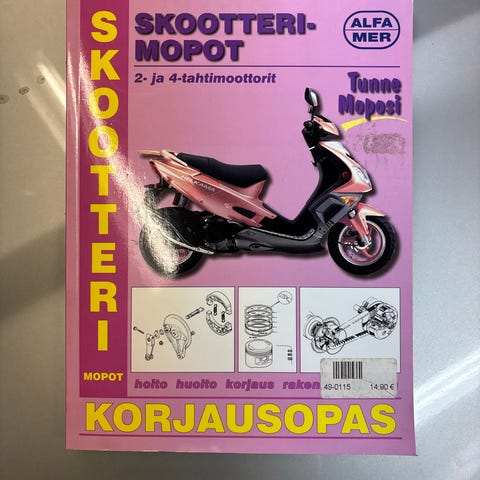 SKOOTTERI
MOPOT
SKOOTTERI-
MOPOT
2- ja 4-tahtimoottorit
ALFA
MER
Tunne
Moposi
hoito huolto korjaus
49-0115 14,90 €
KORJAUSOPAS